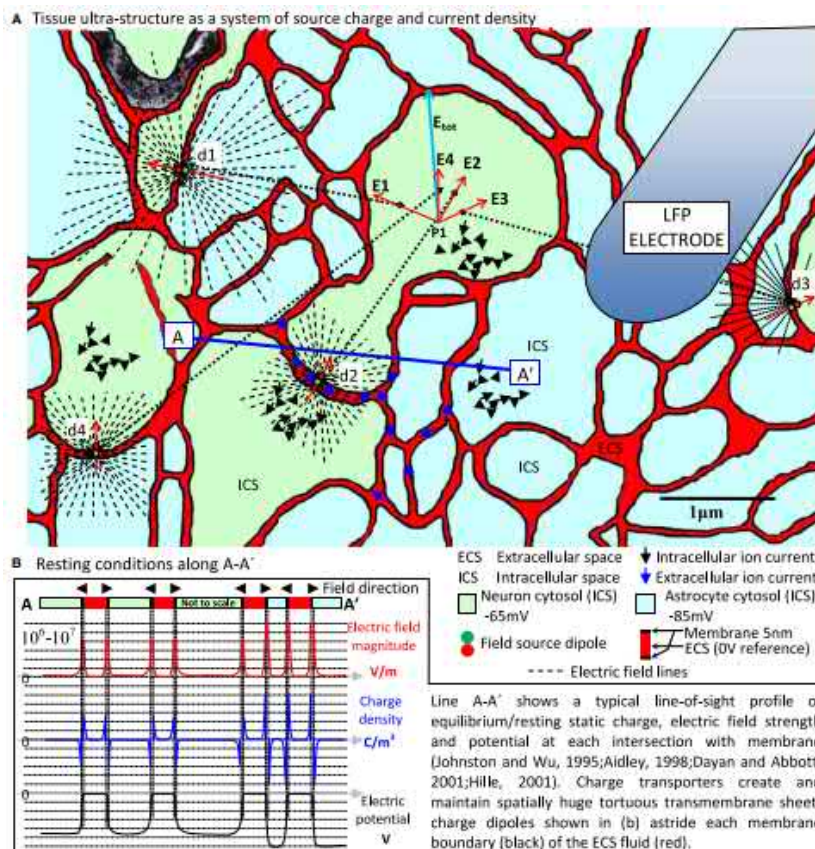 A Tissue ultra-structure as a system of source charge and current density
d1
E_tot
E4
E2
E1
E3
P1
LFP
ELECTRODE
d3
A
ICS
A'
d2
d4
ICS
ICS
ECS
1µm
B Resting conditions along A-A´
Field direction
A
Not to scale
A'
10⁶-10⁷
Electric field
magnitude
V/m
0
Charge
density
C/m³
0
0
Electric
potential
V
ECS Extracellular space
Intracellular ion current
ICS Intracellular space
Extracellular ion current
Neuron cytosol (ICS)
-65mV
Astrocyte cytosol (ICS)
-85mV
Field source dipole
Membrane 5nm
ECS (0V reference)
Electric field lines
Line A-A´ shows a typical line-of-sight profile o
equilibrium/resting static charge, electric field strength
and potential at each intersection with membrane
(Johnston and Wu, 1995;Aidley, 1998;Dayan and Abbott
2001;Hille, 2001). Charge transporters create and
maintain spatially huge tortuous transmembrane sheet
charge dipoles shown in (b) astride each membrane
boundary (black) of the ECS fluid (red).